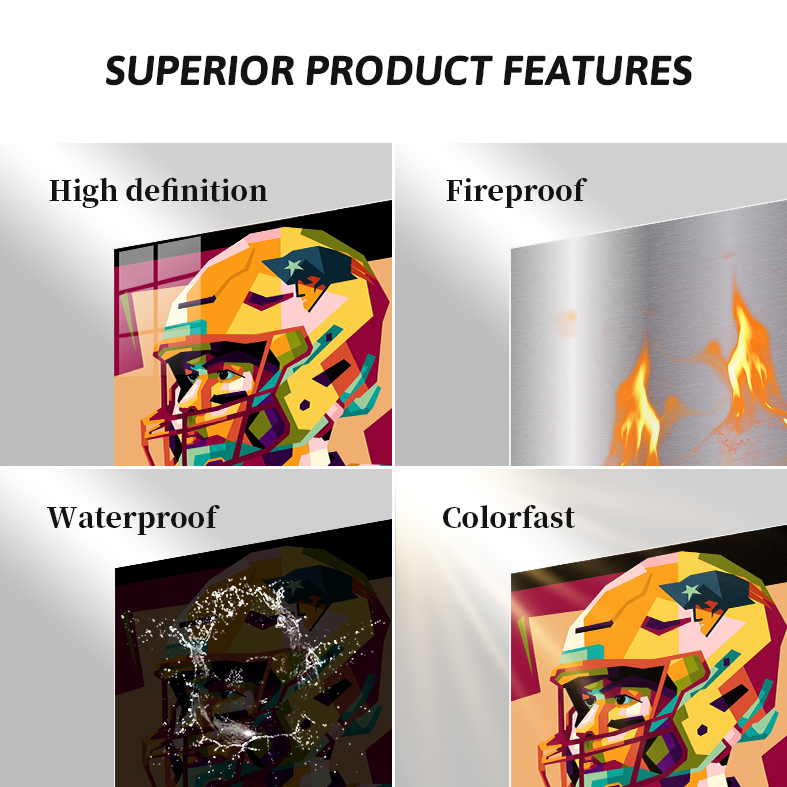 SUPERIOR PRODUCT FEATURES
High definition
Fireproof
Waterproof
Colorfast